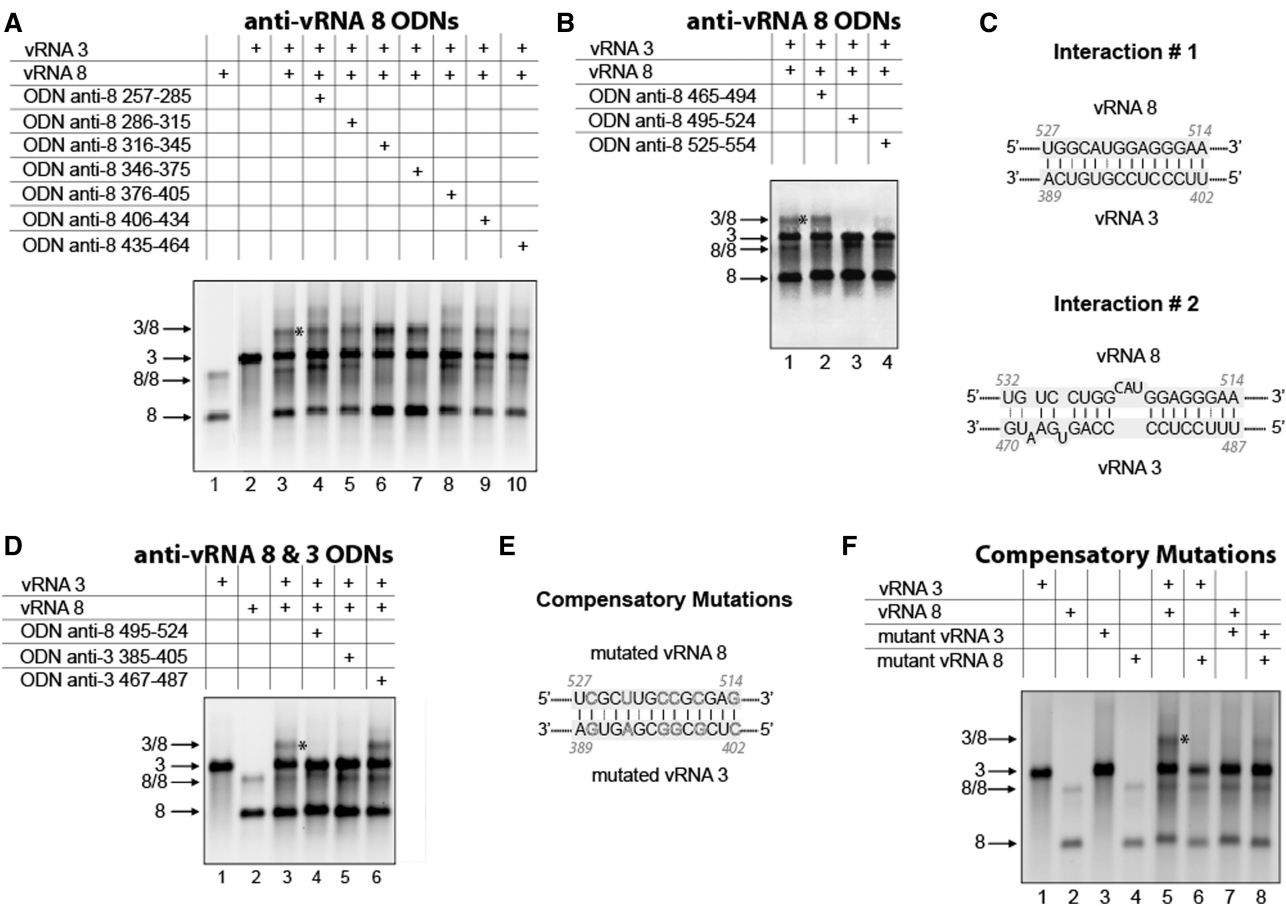 A
anti-vRNA 8 ODNs
vRNA 3 + + + + + + + + +
vRNA 8 + + + + + + + + +
ODN anti-8 257-285 +
ODN anti-8 286-315 +
ODN anti-8 316-345 +
ODN anti-8 346-375 +
ODN anti-8 376-405 +
ODN anti-8 406-434 +
ODN anti-8 435-464 +
3/8 *
3
8/8
8
1 2 3 4 5 6 7 8 9 10
B
anti-vRNA 8 ODNs
vRNA 3 + + + +
vRNA 8 + + + +
ODN anti-8 465-494 +
ODN anti-8 495-524 +
ODN anti-8 525-554 +
3/8 *
3
8/8
8
1 2 3 4
C
Interaction # 1
vRNA 8
527 514
5' UGGCAUGGAGGGAA 3'
3' ACUGUGCCUCCCUU 5'
389 402
vRNA 3
Interaction # 2
vRNA 8
532 514
5' UG UC CUGG CAU GGAGGGAA 3'
3' GU A AG U GACC CCUCCUUU 5'
470 487
vRNA 3
D
anti-vRNA 8 & 3 ODNs
vRNA 3 + + + + +
vRNA 8 + + + + +
ODN anti-8 495-524 +
ODN anti-3 385-405 +
ODN anti-3 467-487 +
3/8 *
3
8/8
8
1 2 3 4 5 6
E
Compensatory Mutations
mutated vRNA 8
527 514
5' UCGCUUGCCGCGAG 3'
3' AGUGAGCGGCGCUC 5'
389 402
mutated vRNA 3
F
Compensatory Mutations
vRNA 3 + + +
vRNA 8 + + +
mutant vRNA 3 + + +
mutant vRNA 8 + + +
3/8 *
3
8/8
8
1 2 3 4 5 6 7 8